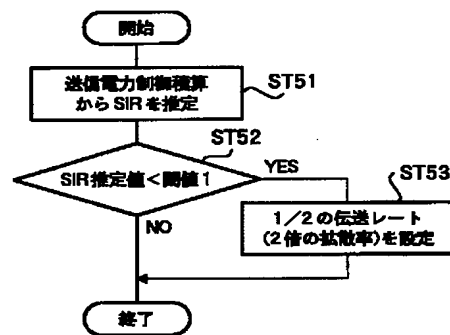 開始
送信電力制御積算
からSIRを推定
ST51
SIR推定値<閾値1
ST52
YES
NO
ST53
1/2の伝送レート
(2倍の拡散率)を設定
終了